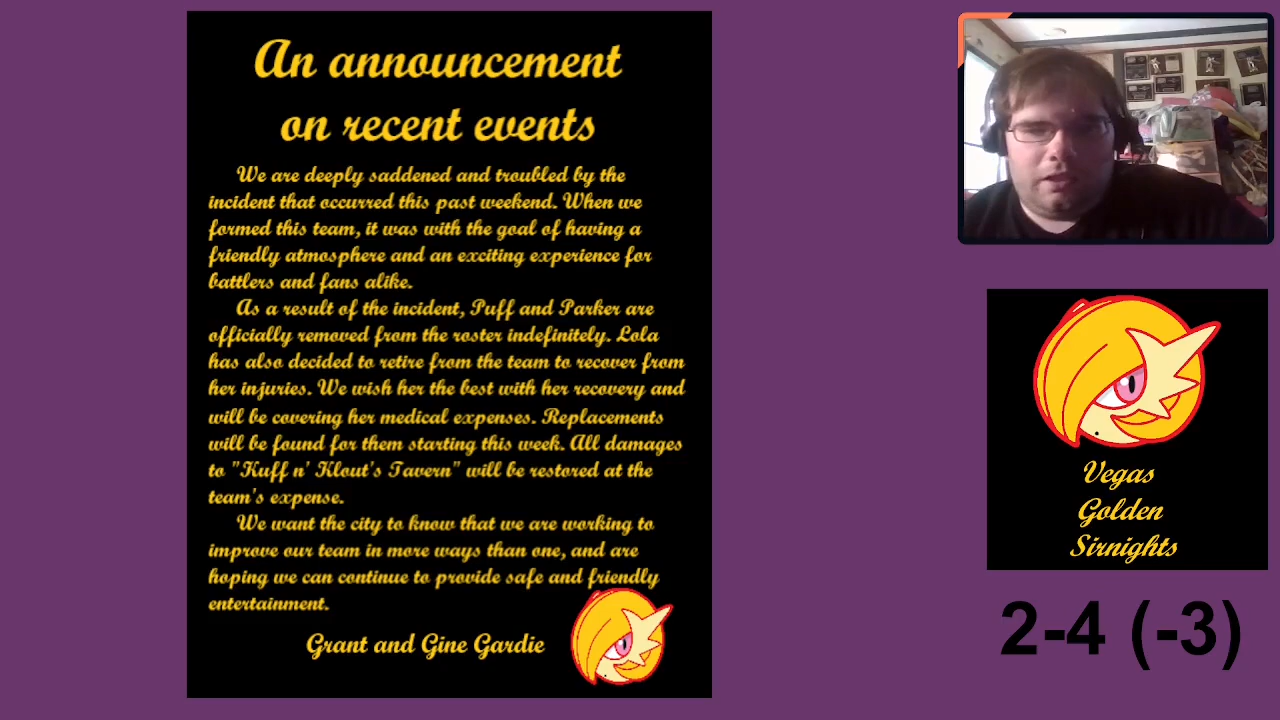 An announcement
on recent events
We are deeply saddened and troubled by the
incident that occurred this past weekend. When we
formed this team, it was with the goal of having a
friendly atmosphere and an exciting experience for
battlers and fans alike.
As a result of the incident, Puff and Parker are
officially removed from the roster indefinitely. Lola
has also decided to retire from the team to recover from
her injuries. We wish her the best with her recovery and
will be covering her medical expenses. Replacements
will be found for them starting this week. All damages
to "Kuff n' Klout's Tavern" will be restored at the
team's expense.
We want the city to know that we are working to
improve our team in more ways than one, and are
hoping we can continue to provide safe and friendly
entertainment.
Grant and Gine Gardie
Vegas
Golden
Sirnights
2-4 (-3)